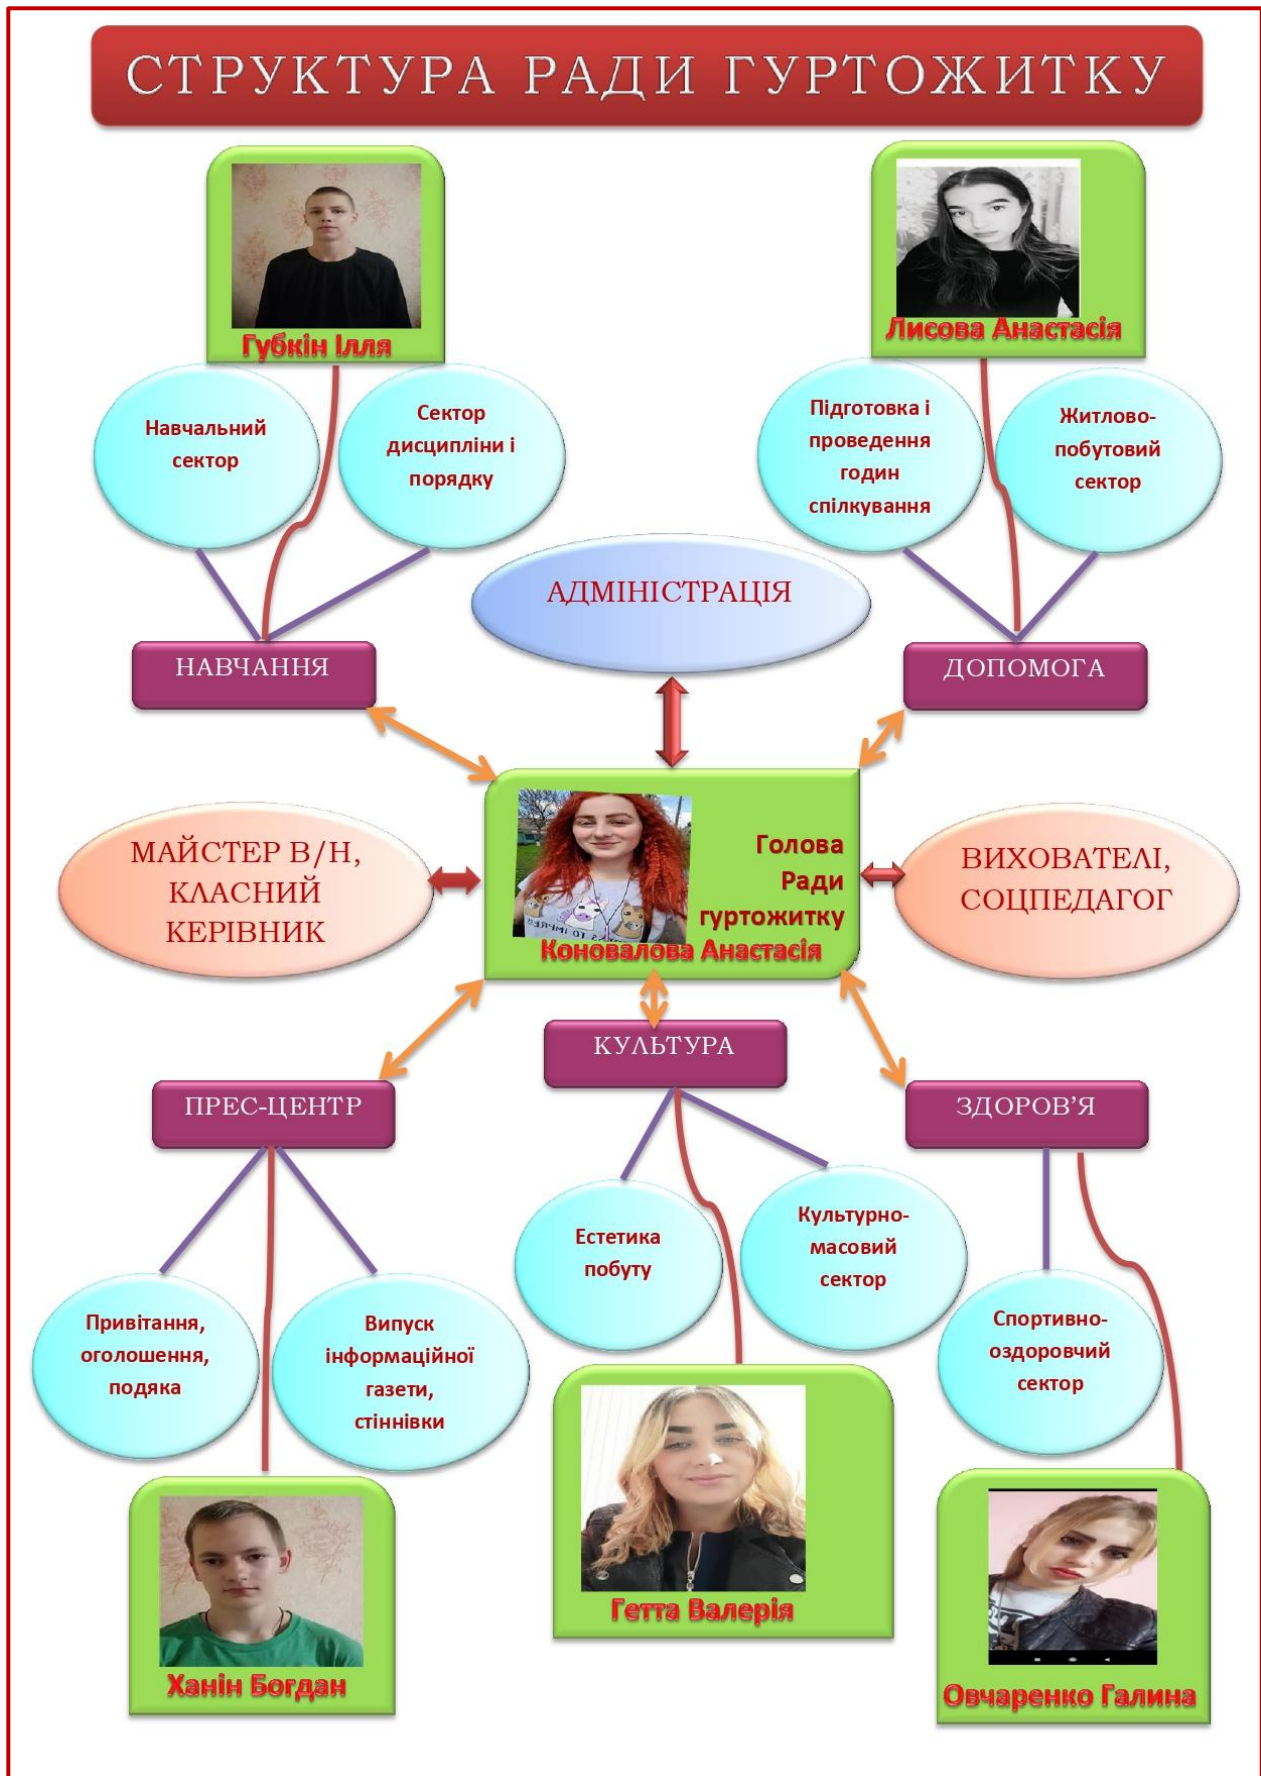 СТРУКТУРА РАДИ ГУРТОЖИТКУ
Губкін Ілля
Лисова Анастасія
Навчальний
сектор
Сектор
дисципліни і
порядку
Підготовка і
проведення
годин
спілкування
Житлово-
побутовий
сектор
АДМІНІСТРАЦІЯ
НАВЧАННЯ
ДОПОМОГА
МАЙСТЕР В/Н,
КЛАСНИЙ
КЕРІВНИК
Голова
Ради
гуртожитку
Коновалова Анастасія
ВИХОВАТЕЛІ,
СОЦПЕДАГОГ
ПРЕС-ЦЕНТР
КУЛЬТУРА
ЗДОРОВ’Я
Привітання,
оголошення,
подяка
Випуск
інформаційної
газети,
стіннівки
Естетика
побуту
Культурно-
масовий
сектор
Спортивно-
оздоровчий
сектор
Ханін Богдан
Гетта Валерія
Овчаренко Галина